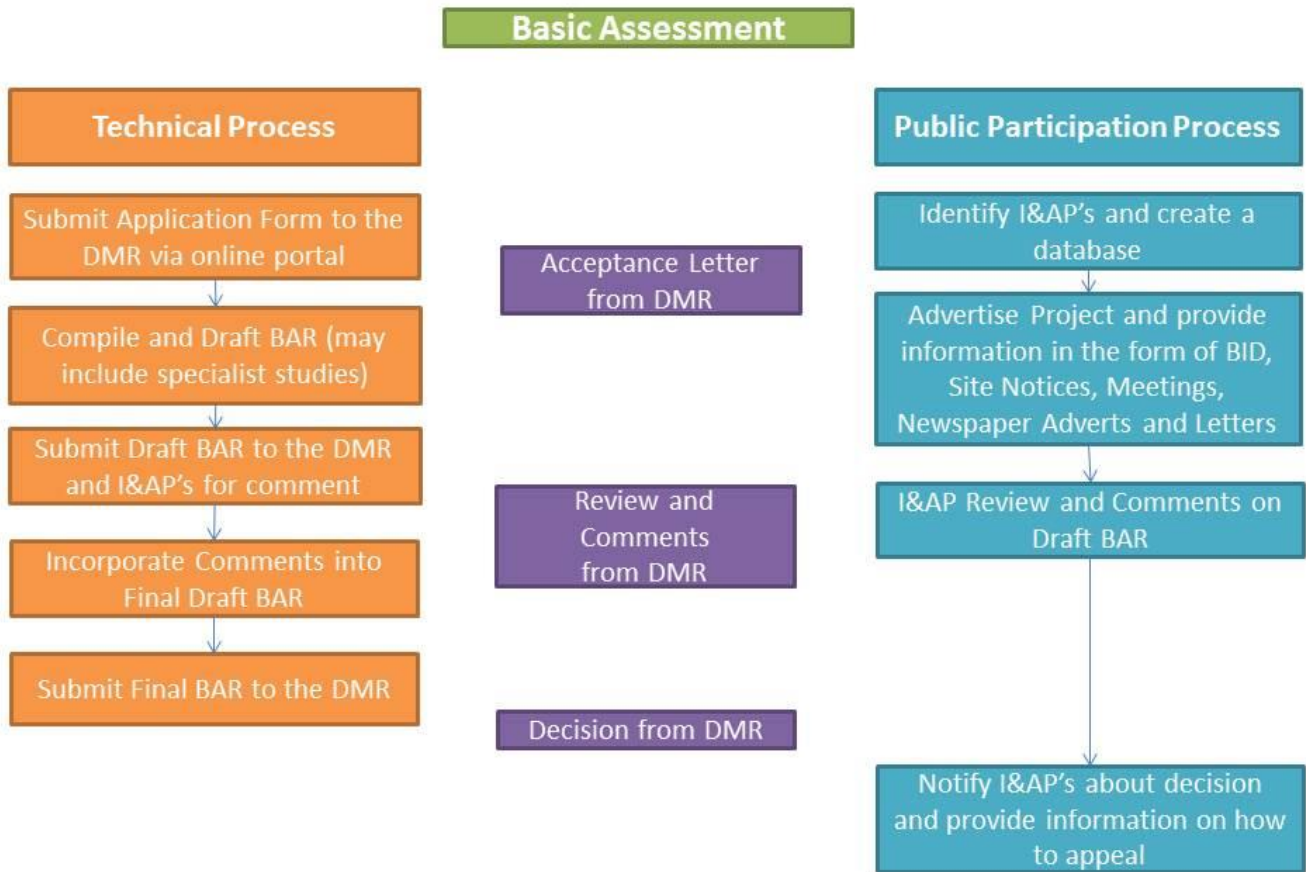 Basic Assessment
Technical Process
Submit Application Form to the
DMR via online portal
Compile and Draft BAR (may
include specialist studies)
Submit Draft BAR to the DMR
and I&AP's for comment
Incorporate Comments into
Final Draft BAR
Submit Final BAR to the DMR
Acceptance Letter
from DMR
Review and
Comments
from DMR
Decision from DMR
Public Participation Process
Identify I&AP's and create a
database
Advertise Project and provide
information in the form of BID,
Site Notices, Meetings,
Newspaper Adverts and Letters
I&AP Review and Comments on
Draft BAR
Notify I&AP's about decision
and provide information on how
to appeal